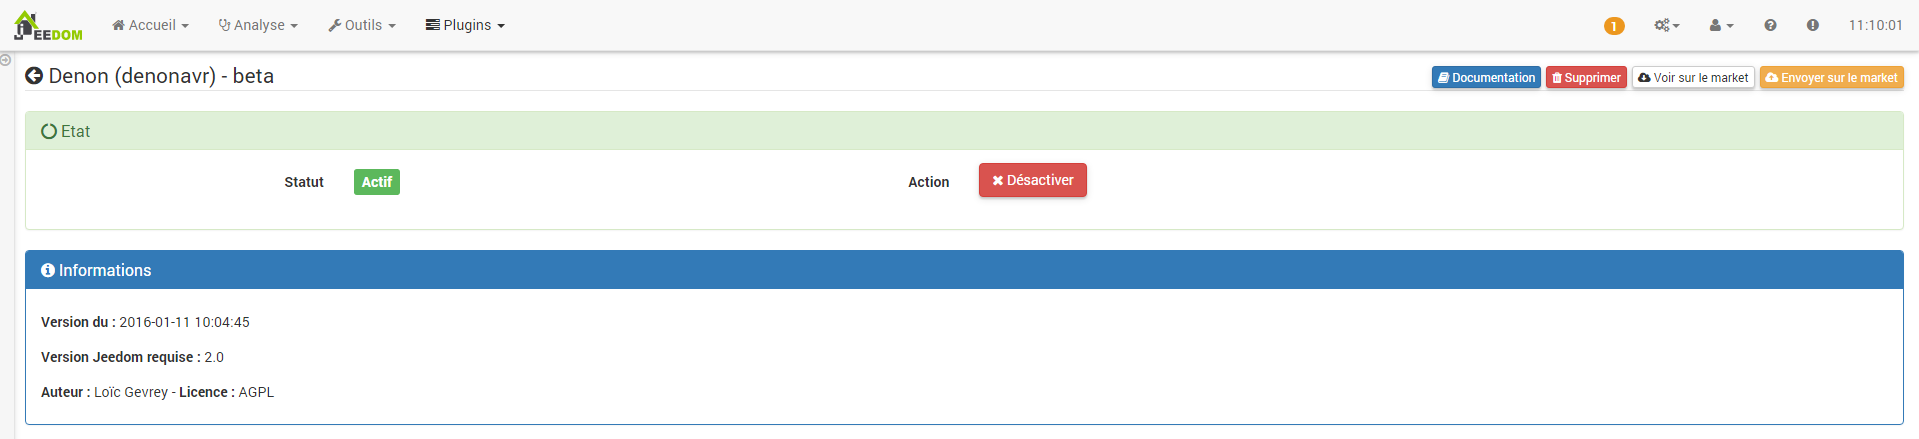 JEEDOM Accueil Analyse Outils Plugins 1 11:10:01
Denon (denonavr) - beta Documentation Supprimer Voir sur le market Envoyer sur le market
Etat
Statut Actif Action Désactiver
Informations
Version du : 2016-01-11 10:04:45
Version Jeedom requise : 2.0
Auteur : Loïc Gevrey - Licence : AGPL